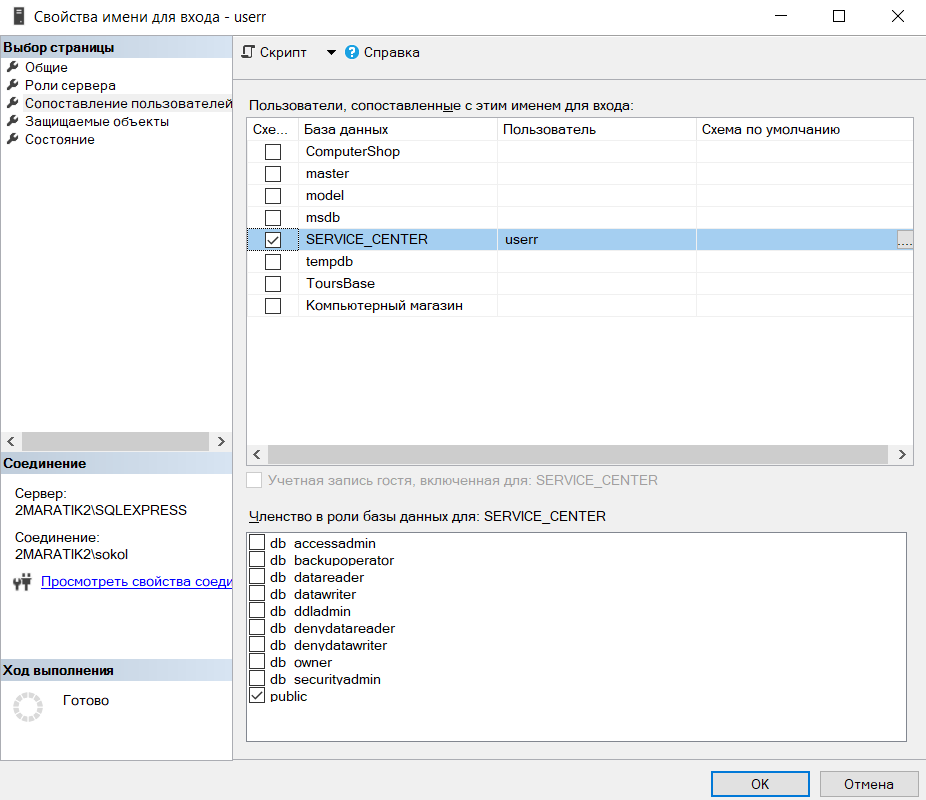 Свойства имени для входа - userr
Выбор страницы
Общие
Роли сервера
Сопоставление пользователей
Защищаемые объекты
Состояние
Скрипт
Справка
Пользователи, сопоставленные с этим именем для входа:
Схе... База данных Пользователь Схема по умолчанию
ComputerShop
master
model
msdb
SERVICE_CENTER userr ....
tempdb
ToursBase
Компьютерный магазин
Учетная запись гостя, включенная для: SERVICE_CENTER
Членство в роли базы данных для: SERVICE_CENTER
db_accessadmin
db_backupoperator
db_datareader
db_datawriter
db_ddladmin
db_denydatareader
db_denydatawriter
db_owner
db_securityadmin
public
Соединение
Сервер:
2MARATIK2\SQLEXPRESS
Соединение:
2MARATIK2\sokol
Просмотреть свойства соеди
Ход выполнения
Готово
OK
Отмена